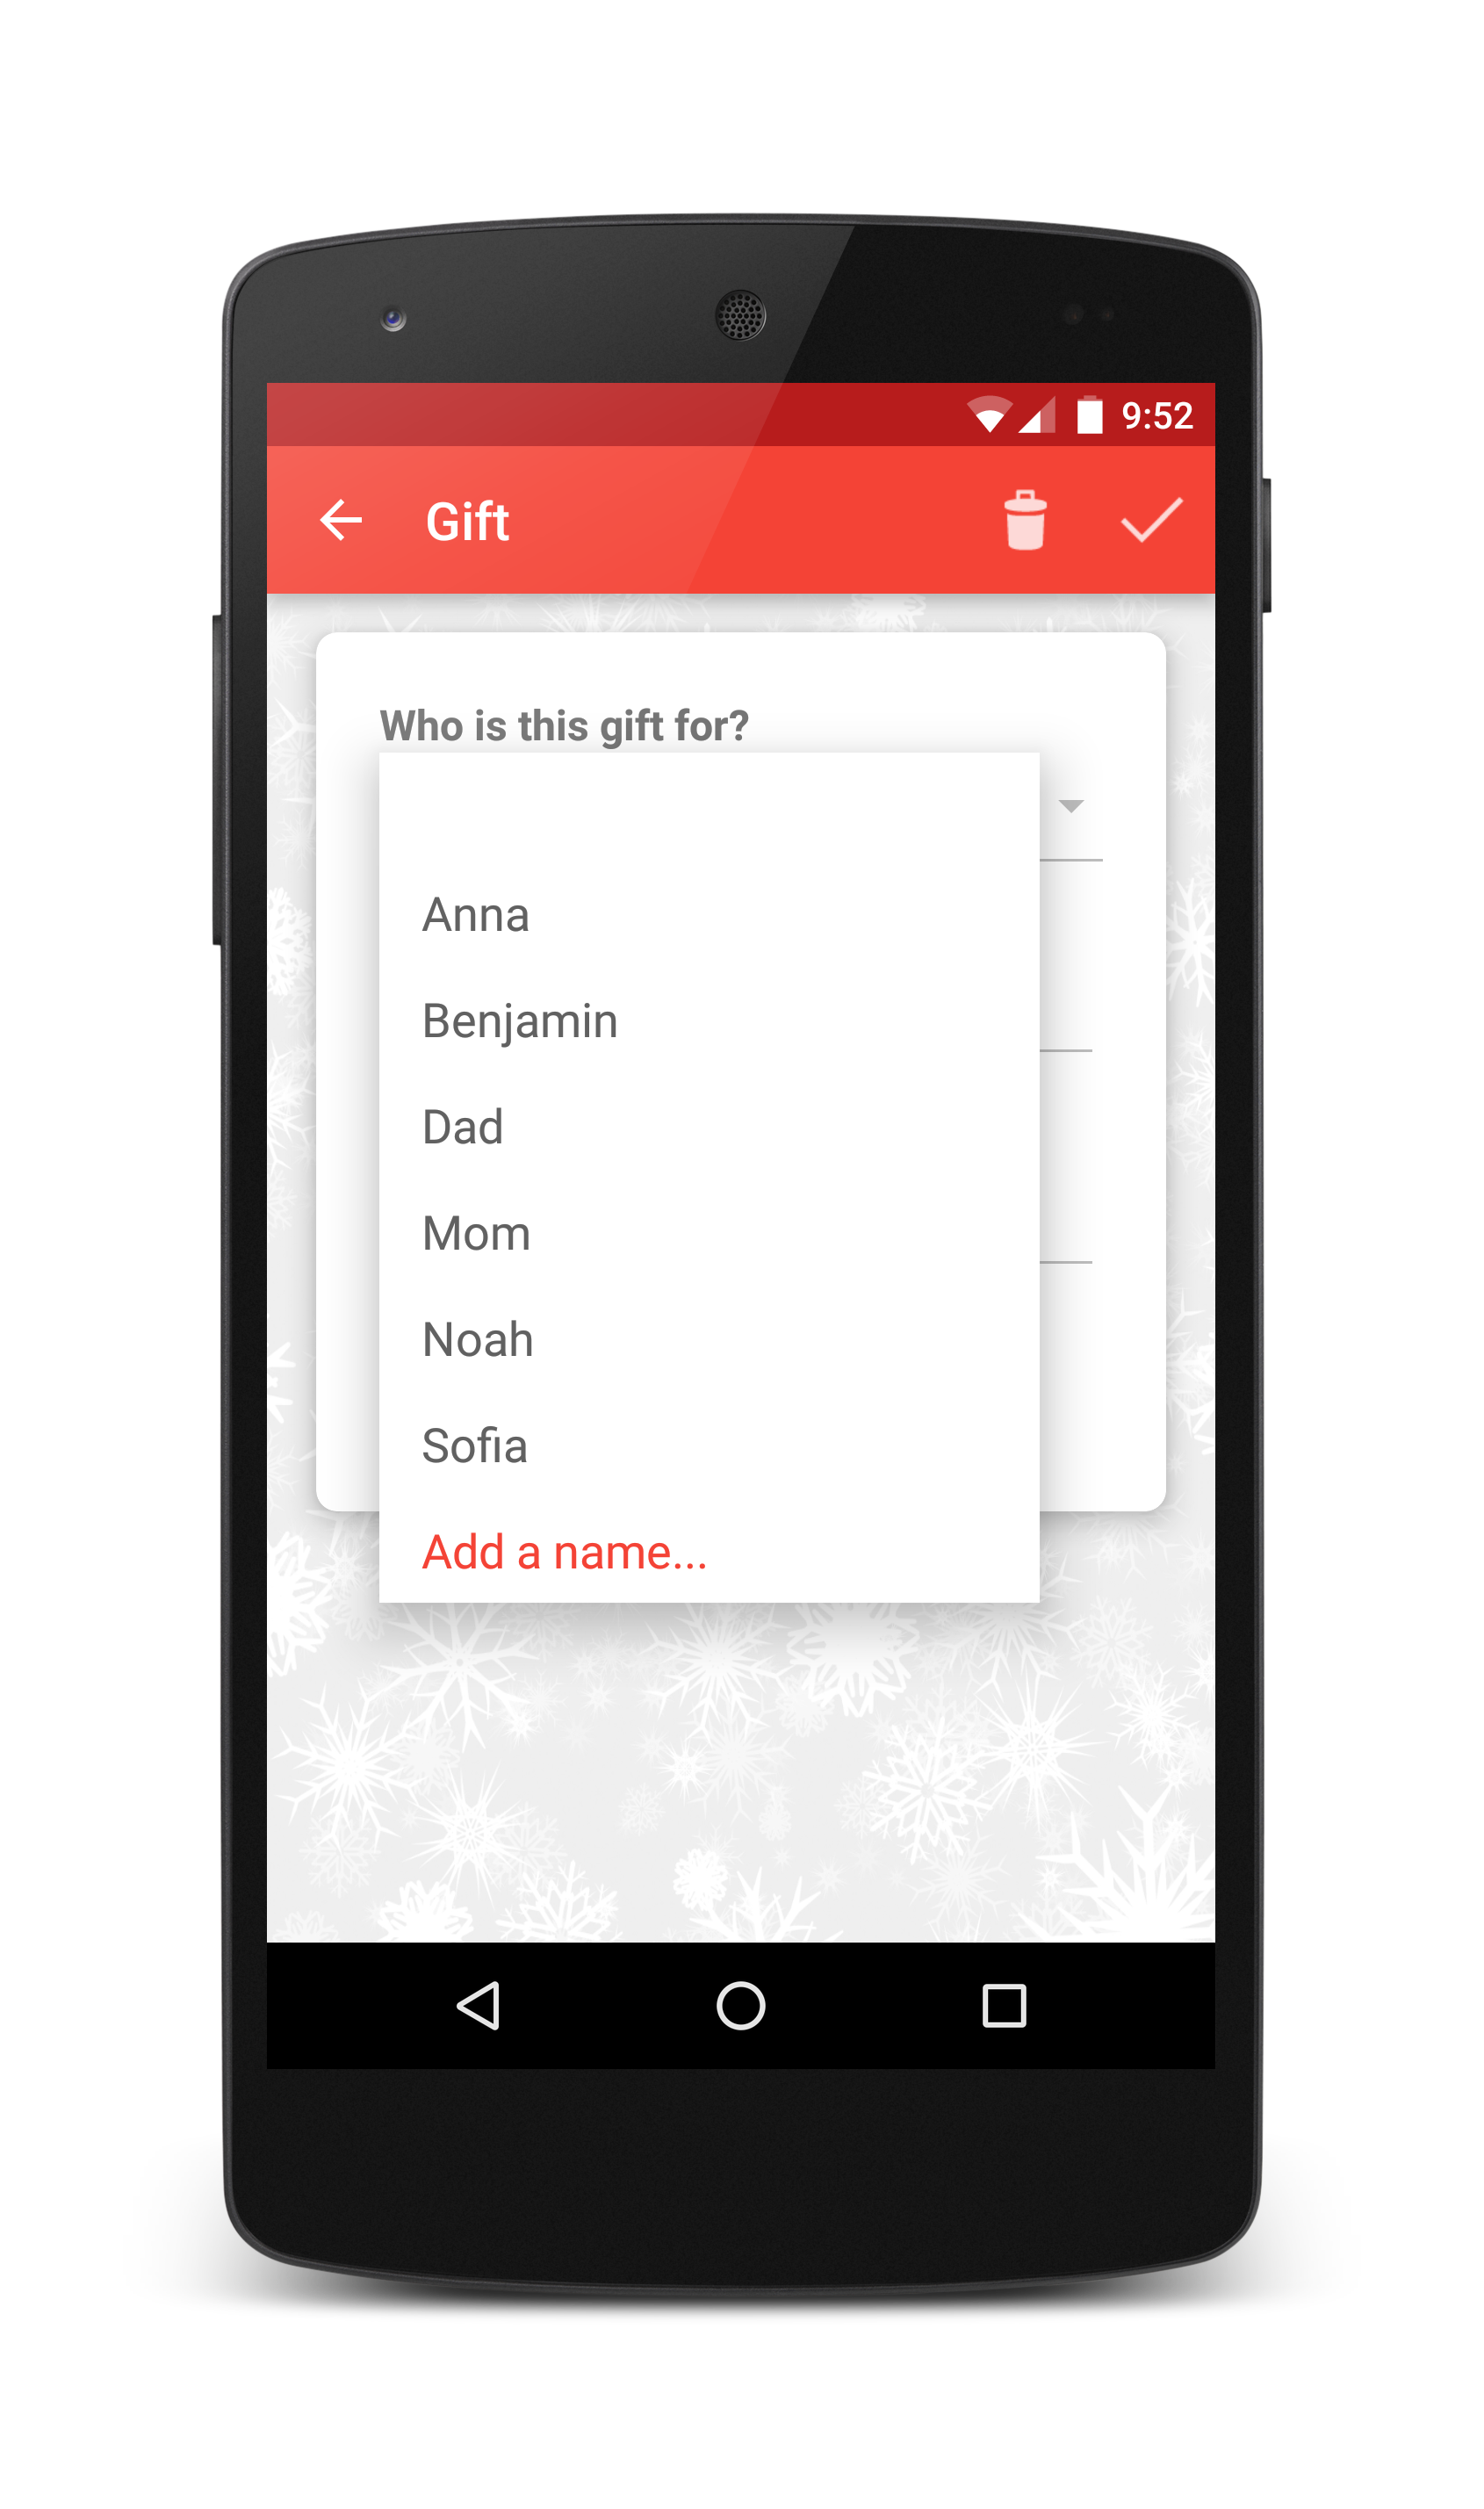 9:52
Gift
Who is this gift for?
Anna
Benjamin
Dad
Mom
Noah
Sofia
Add a name...